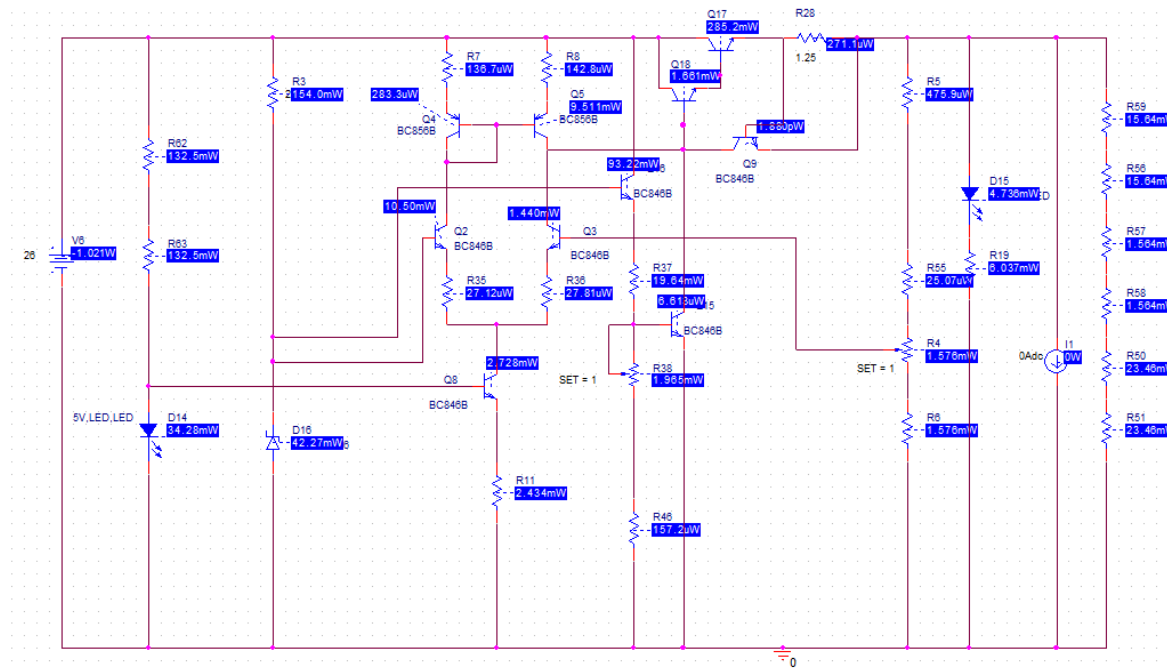 Q17
285.2mW
R28
271.1uW
1.25
R7
136.7uW
R8
142.8uW
Q18
1.661mW
R3
154.0mW
283.3uW
Q4
BC856B
Q5
9.511mW
BC856B
R5
475.9uW
R59
15.64mW
1.880pW
Q9
BC846B
R62
132.5mW
93.22mW
BC846B
R56
15.64mW
D15
4.736mW
10.50mW
Q2
BC846B
1.440mW
Q3
BC846B
R57
1.564mW
26
V6
-1.021W
R63
132.5mW
R35
27.12uW
R36
27.81uW
R37
19.64mW
R55
25.07uW
R19
6.037mW
R58
1.564mW
BC846B
R4
1.576mW
SET = 1
0Adc
I1
0W
2.728mW
Q8
BC846B
SET = 1
R38
1.965mW
R50
23.46mW
5V,LED,LED
D14
34.28mW
D16
42.27mW
R6
1.576mW
R51
23.46mW
R11
2.434mW
R46
157.2uW
0